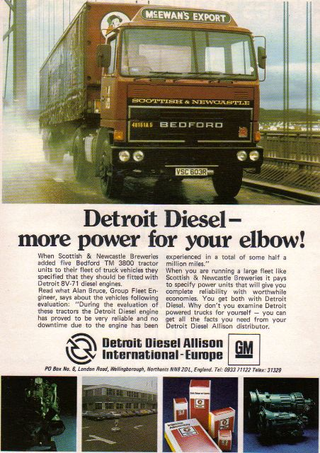 McEWAN'S EXPORT
SCOTTISH & NEWCASTLE
BEDFORD
VSC 603R
Detroit Diesel–
more power for your elbow!
When Scottish & Newcastle Breweries
added five Bedford TM 3800 tractor
units to their fleet of truck vehicles they
specified that they should be fitted with
Detroit 8V-71 diesel engines.
Read what Alan Bruce, Group Fleet En-
gineer, says about the vehicles following
evaluation: "During the evaluation of
these tractors the Detroit Diesel engine
has proved to be very reliable and no
downtime due to the engine has been
experienced in a total of some half a
million miles."
When you are running a large fleet like
Scottish & Newcastle Breweries it pays
to specify power units that will give you
complete reliability with worthwhile
economies. You get both with Detroit
Diesel. Why don't you examine Detroit
powered trucks for yourself – you can
get all the facts you need from your
Detroit Diesel Allison distributor.
Detroit Diesel Allison
International-Europe
GM
PO Box No. 6, London Road, Wellingborough, Northants NN8 2DL, England. Tel: 0933 71122 Telex: 31329